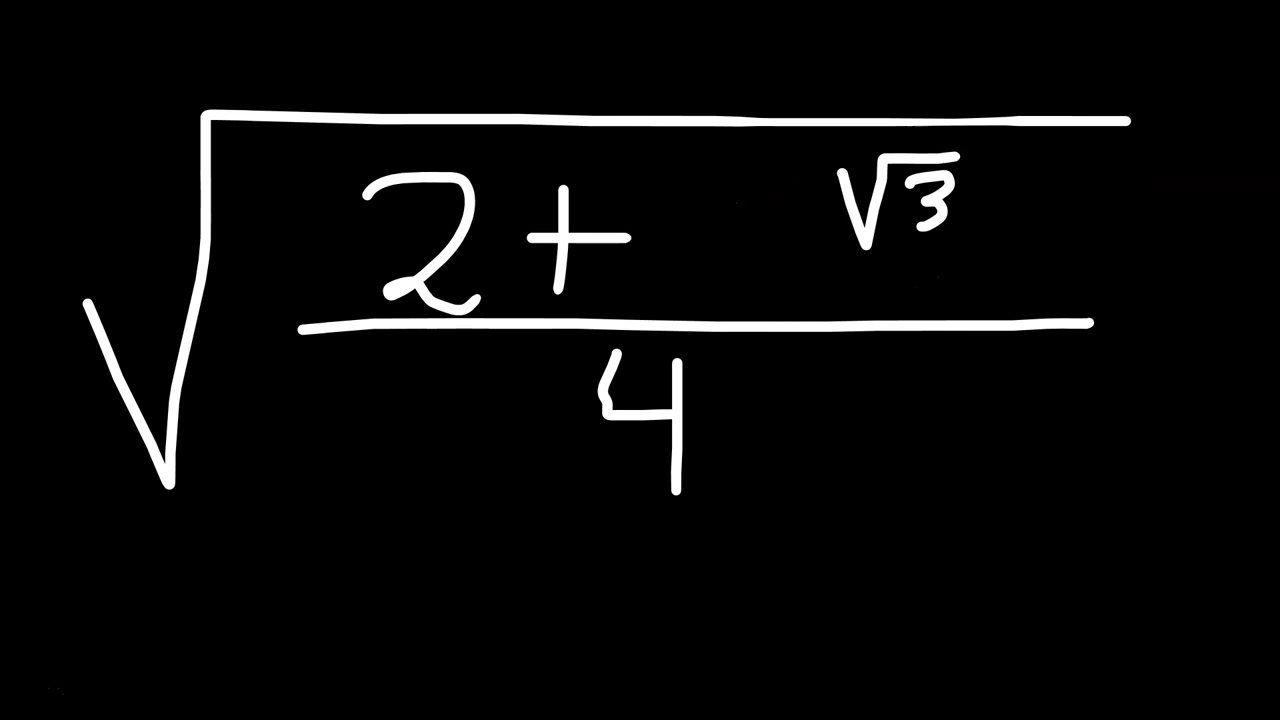 √((2 + √3) / 4)